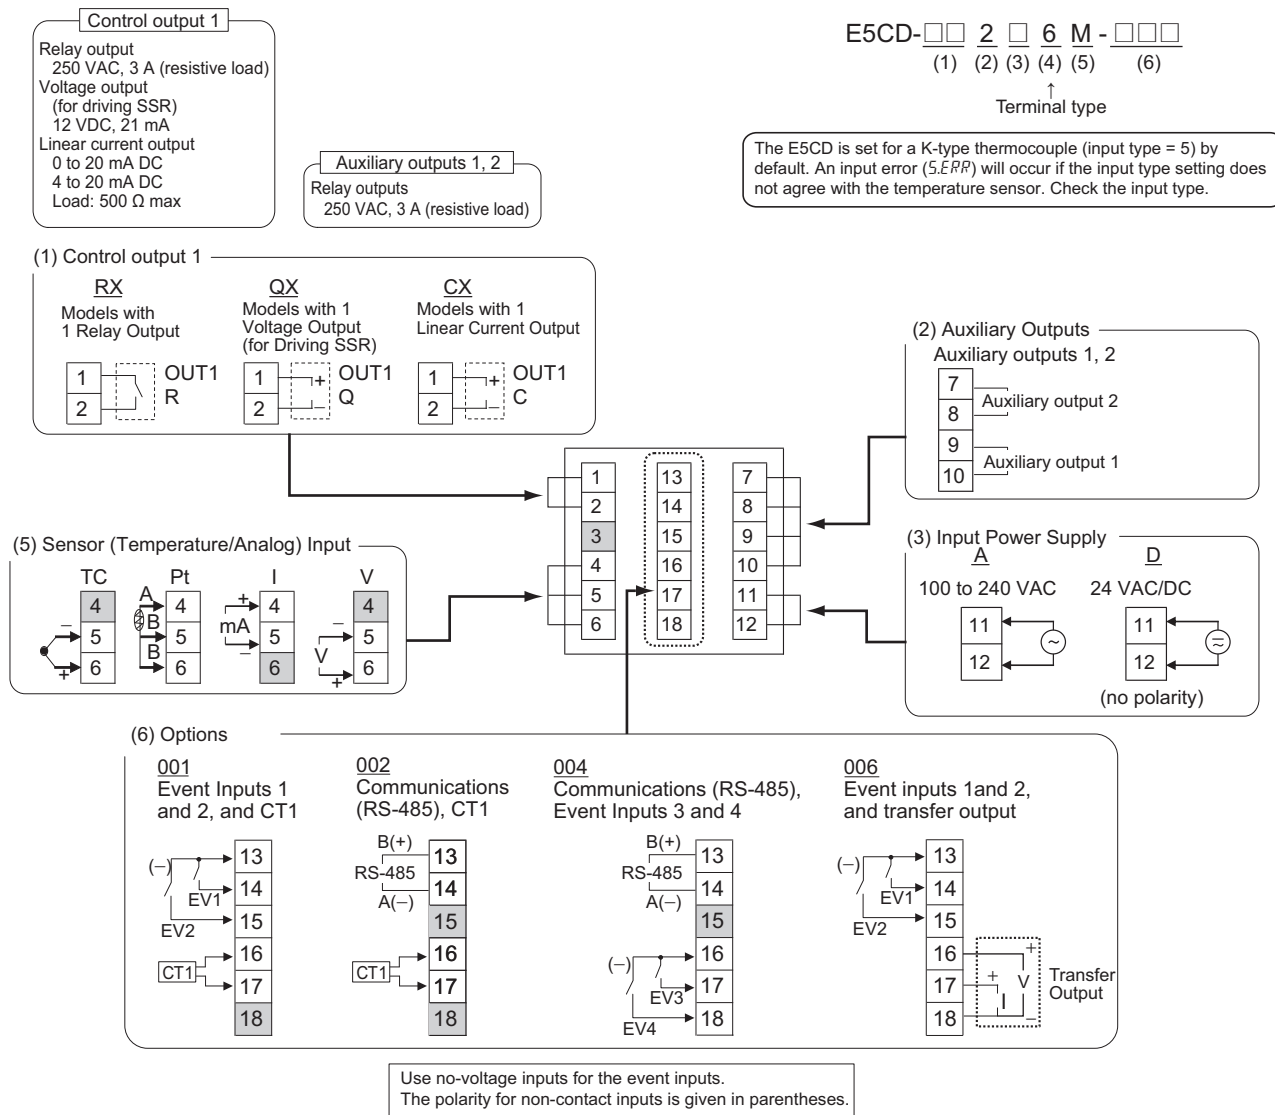 Control output 1
Relay output
250 VAC, 3 A (resistive load)
Voltage output
(for driving SSR)
12 VDC, 21 mA
Linear current output
0 to 20 mA DC
4 to 20 mA DC
Load: 500 Ω max
Auxiliary outputs 1, 2
Relay outputs
250 VAC, 3 A (resistive load)
E5CD-□□ 2 □ 6 M - □□□
(1) (2) (3) (4) (5) (6)
↑
Terminal type
The E5CD is set for a K-type thermocouple (input type = 5) by
default. An input error (S.ERR) will occur if the input type setting does
not agree with the temperature sensor. Check the input type.
(1) Control output 1
RX
Models with
1 Relay Output
1
2
OUT1
R
QX
Models with 1
Voltage Output
(for Driving SSR)
1
2
+
−
OUT1
Q
CX
Models with 1
Linear Current Output
1
2
+
−
OUT1
C
(2) Auxiliary Outputs
Auxiliary outputs 1, 2
7
8
Auxiliary output 2
9
10
Auxiliary output 1
1
2
3
4
5
6
13
14
15
16
17
18
7
8
9
10
11
12
(5) Sensor (Temperature/Analog) Input
TC
4
− 5
+ 6
Pt
A 4
B 5
B 6
I
+ 4
mA
− 5
6
V
4
− 5
V
+ 6
(3) Input Power Supply
A
100 to 240 VAC
11
12
~
D
24 VAC/DC
11
12
(no polarity)
(6) Options
001
Event Inputs 1
and 2, and CT1
(−)
13
14
EV1
15
EV2
16
CT1
17
18
002
Communications
(RS-485), CT1
B(+)
13
RS-485
14
A(−)
15
16
CT1
17
18
004
Communications (RS-485),
Event Inputs 3 and 4
B(+)
13
RS-485
14
A(−)
15
16
(−)
17
EV3
18
EV4
006
Event inputs 1and 2,
and transfer output
(−)
13
14
EV1
15
EV2
16
+
17
+
V
I
18
−
Transfer
Output
Use no-voltage inputs for the event inputs.
The polarity for non-contact inputs is given in parentheses.